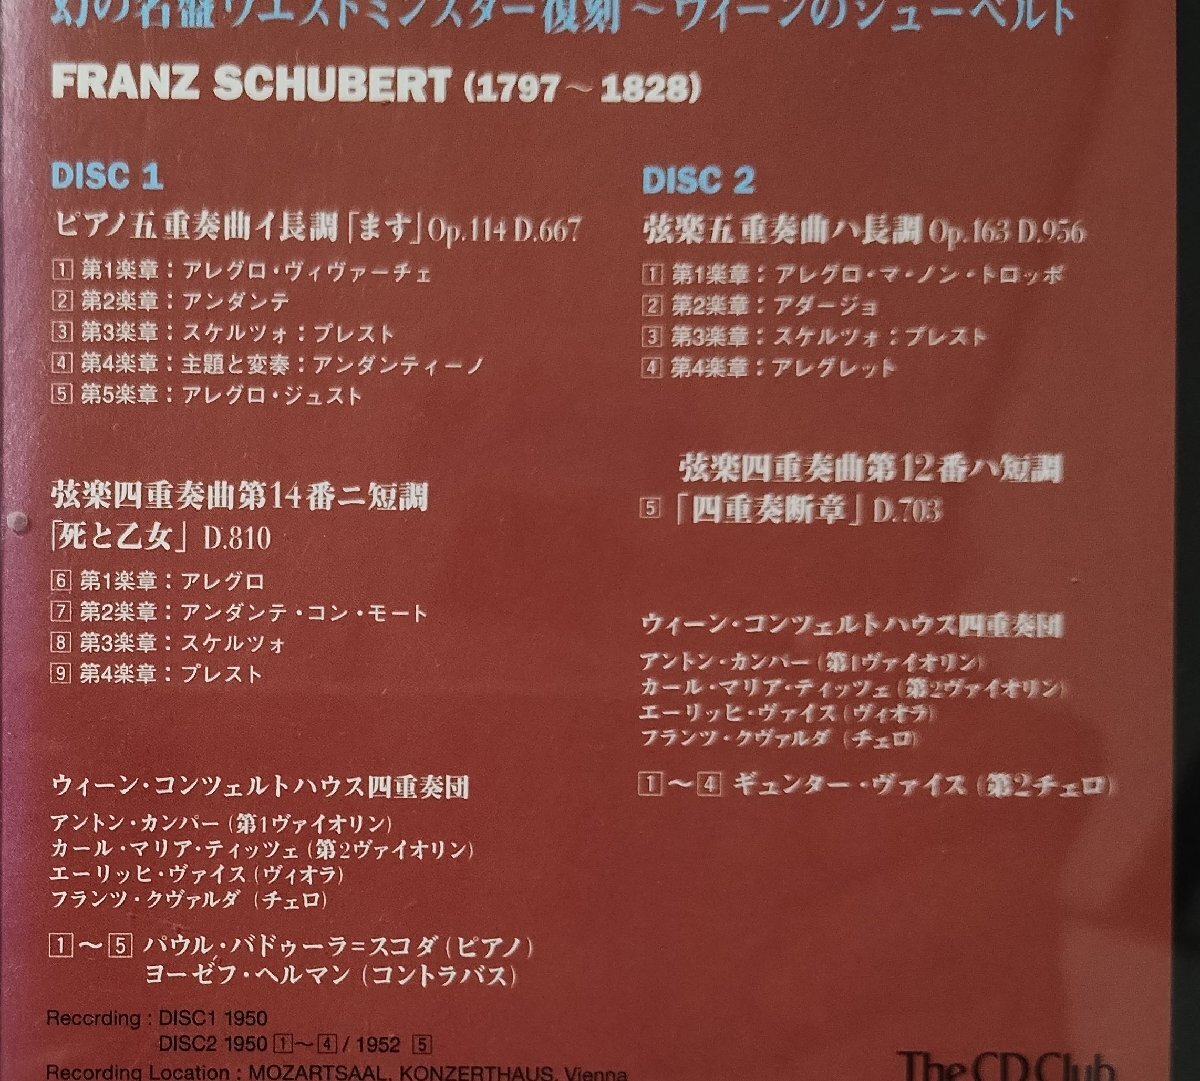 幻の名盤ウエストミンスター復刻～ウィーンのシューベルト
FRANZ SCHUBERT (1797～1828)
DISC 1
ピアノ五重奏曲イ長調「ます」Op.114 D.667
1 第1楽章：アレグロ・ヴィヴァーチェ
2 第2楽章：アンダンテ
3 第3楽章：スケルツォ：プレスト
4 第4楽章：主題と変奏：アンダンティーノ
5 第5楽章：アレグロ・ジュスト
弦楽四重奏曲第14番ニ短調
「死と乙女」 D.810
6 第1楽章：アレグロ
7 第2楽章：アンダンテ・コン・モート
8 第3楽章：スケルツォ
9 第4楽章：プレスト
ウィーン・コンツェルトハウス四重奏団
アントン・カンパー（第1ヴァイオリン）
カール・マリア・ティッツェ（第2ヴァイオリン）
エーリッヒ・ヴァイス（ヴィオラ）
フランツ・クヴァルダ（チェロ）
1～5 パウル・バドゥーラ＝スコダ（ピアノ）
ヨーゼフ・ヘルマン（コントラバス）
Recording : DISC1 1950
DISC2 1950 1～4 / 1952 5
Recording Location : MOZARTSAAL, KONZERTHAUS, Vienna
DISC 2
弦楽五重奏曲ハ長調 Op.163 D.956
1 第1楽章：アレグロ・マ・ノン・トロッポ
2 第2楽章：アダージョ
3 第3楽章：スケルツォ：プレスト
4 第4楽章：アレグレット
弦楽四重奏曲第12番ハ短調
5 「四重奏断章」 D.703
ウィーン・コンツェルトハウス四重奏団
アントン・カンパー（第1ヴァイオリン）
カール・マリア・ティッツェ（第2ヴァイオリン）
エーリッヒ・ヴァイス（ヴィオラ）
フランツ・クヴァルダ（チェロ）
1～4 ギュンター・ヴァイス（第2チェロ）
The CD Club